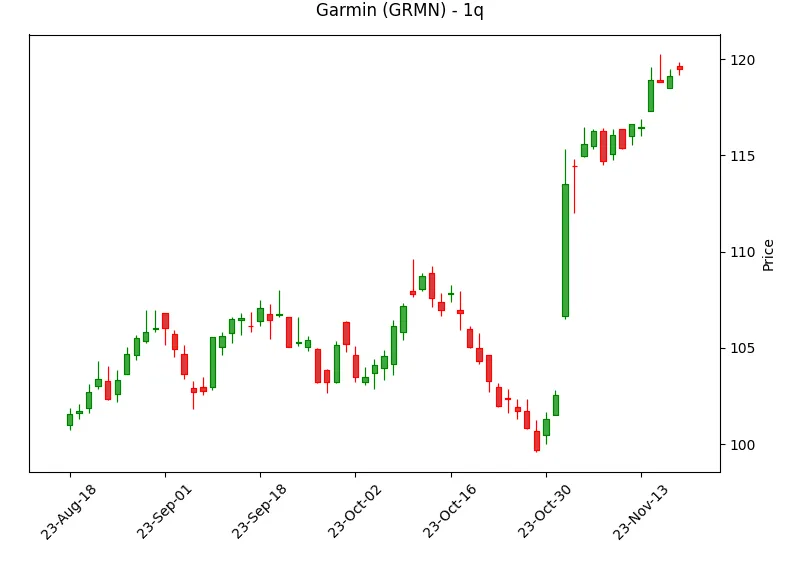 Garmin (GRMN) - 1q
120
115
110
105
100
Price
23-Aug-18
23-Sep-01
23-Sep-18
23-Oct-02
23-Oct-16
23-Oct-30
23-Nov-13